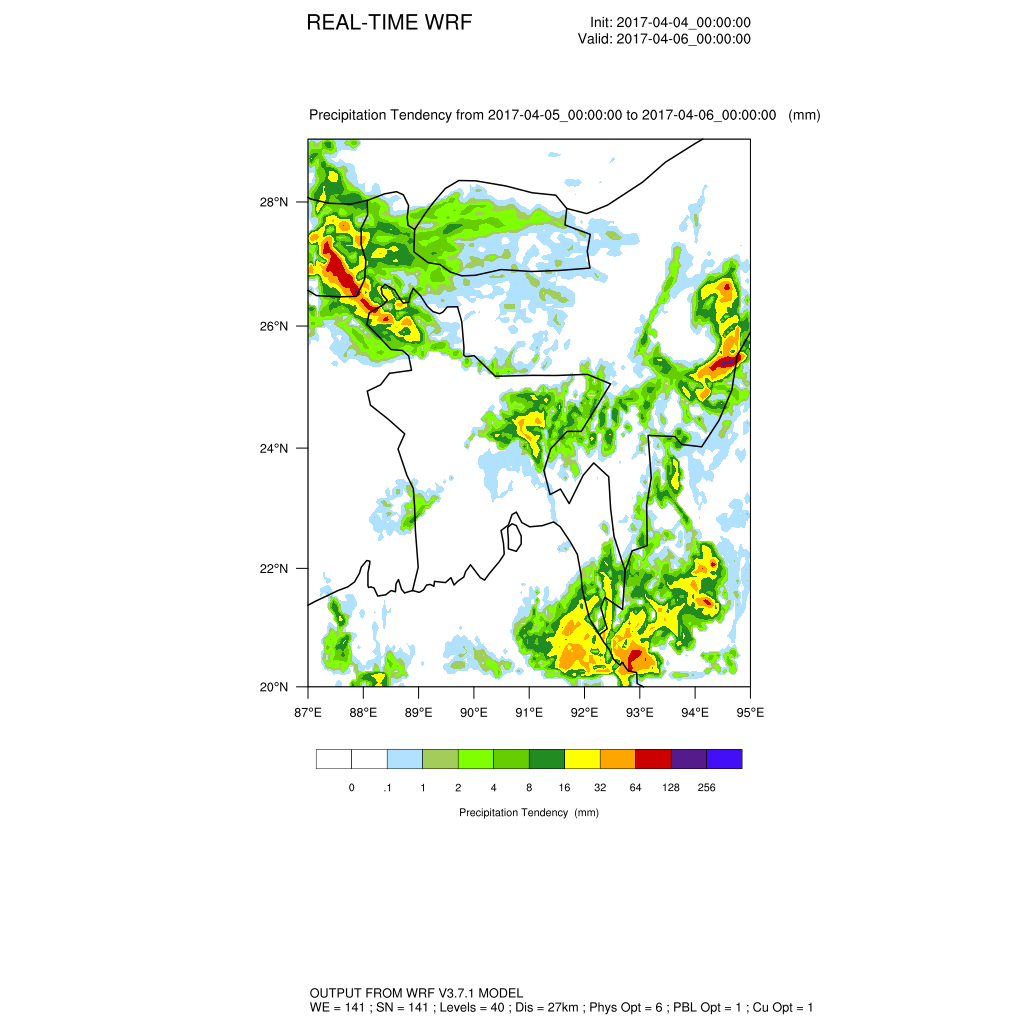 REAL-TIME WRF
Init: 2017-04-04_00:00:00
Valid: 2017-04-06_00:00:00
Precipitation Tendency from 2017-04-05_00:00:00 to 2017-04-06_00:00:00 (mm)
28°N
26°N
24°N
22°N
20°N
87°E 88°E 89°E 90°E 91°E 92°E 93°E 94°E 95°E
0 .1 1 2 4 8 16 32 64 128 256
Precipitation Tendency (mm)
OUTPUT FROM WRF V3.7.1 MODEL
WE = 141 ; SN = 141 ; Levels = 40 ; Dis = 27km ; Phys Opt = 6 ; PBL Opt = 1 ; Cu Opt = 1